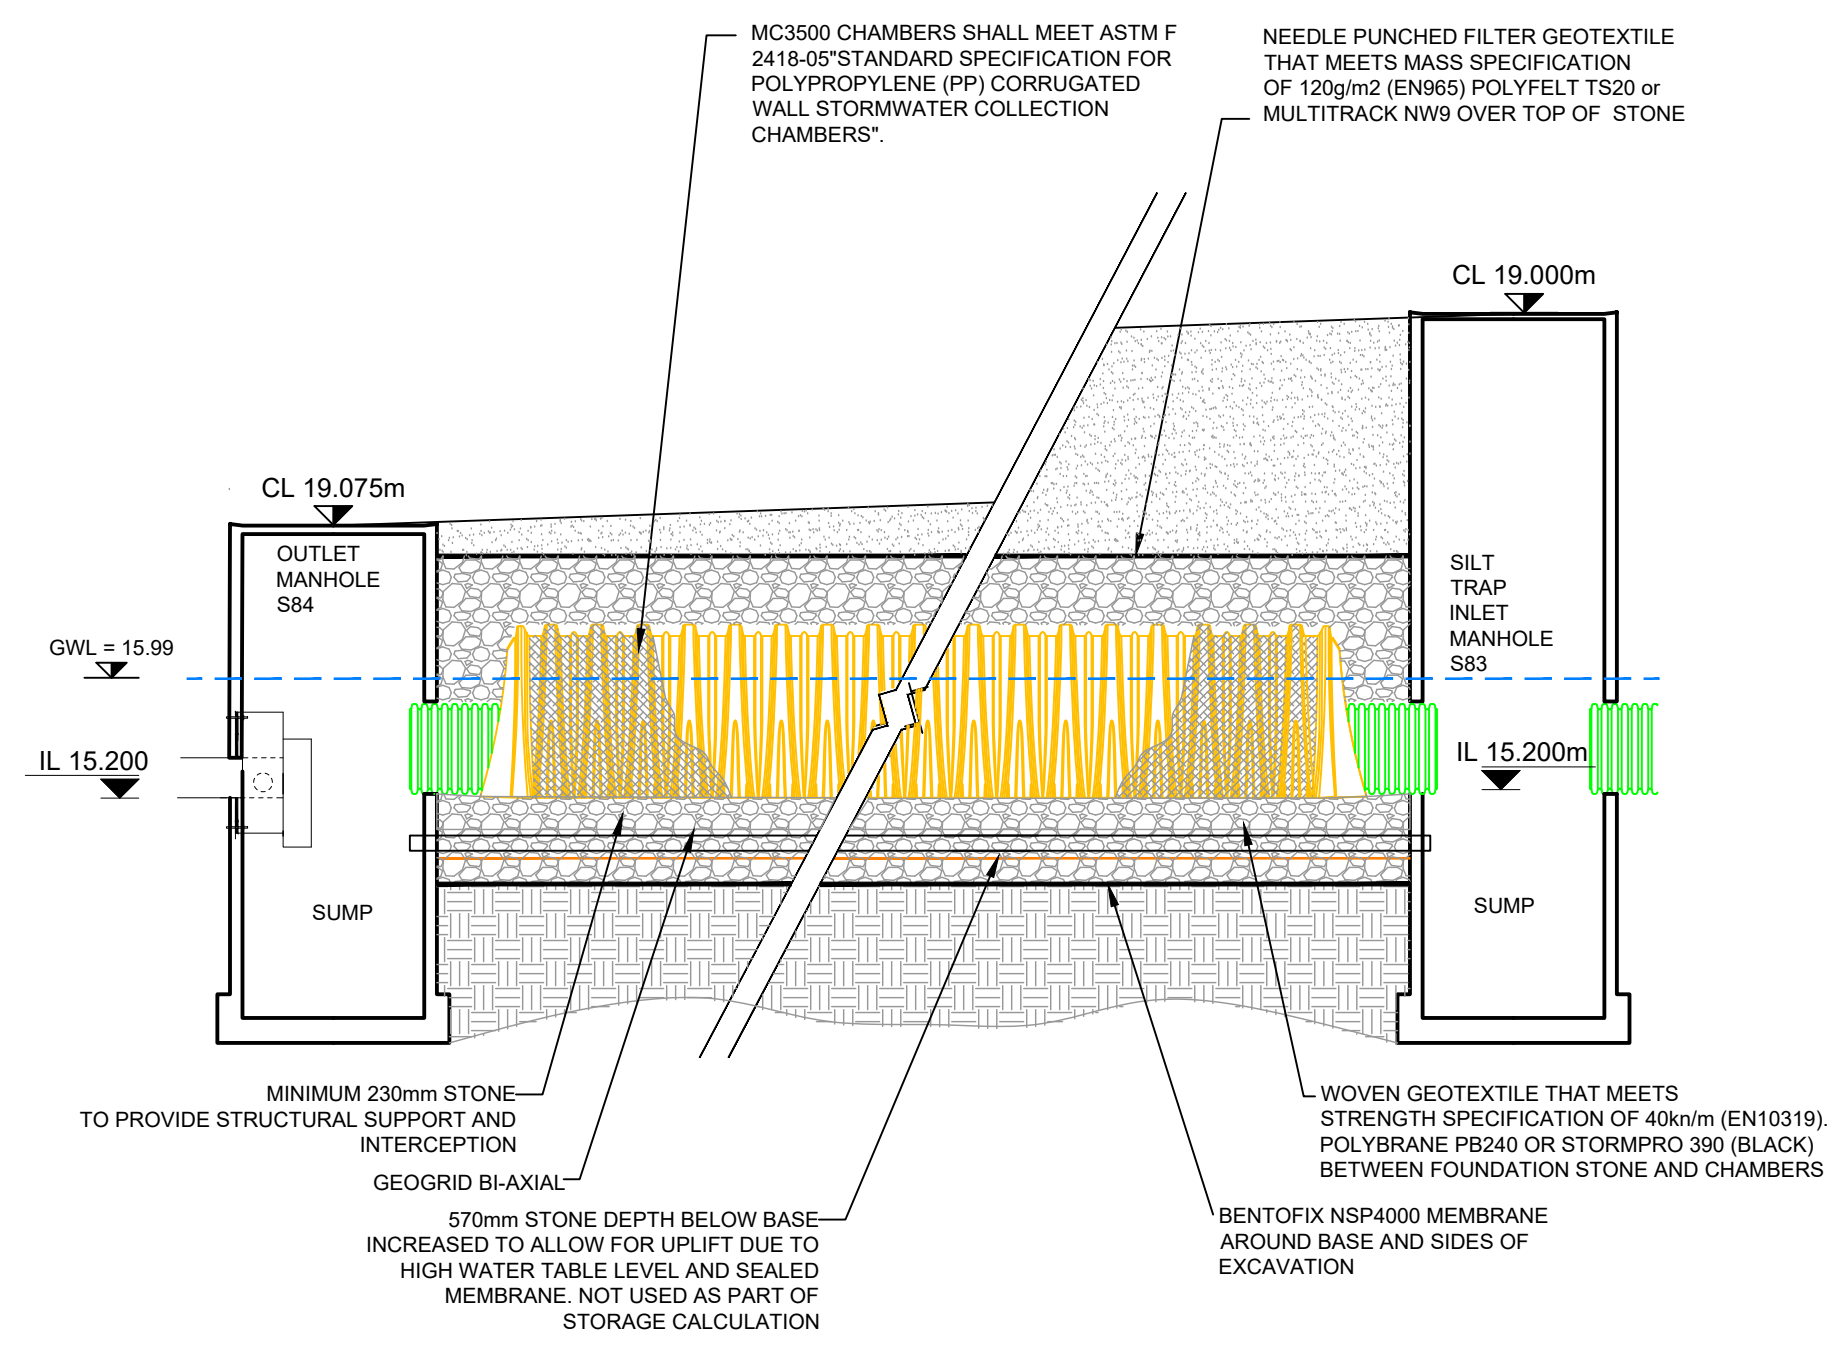 MC3500 CHAMBERS SHALL MEET ASTM F
2418-05"STANDARD SPECIFICATION FOR
POLYPROPYLENE (PP) CORRUGATED
WALL STORMWATER COLLECTION
CHAMBERS".
NEEDLE PUNCHED FILTER GEOTEXTILE
THAT MEETS MASS SPECIFICATION
OF 120g/m2 (EN965) POLYFELT TS20 or
MULTITRACK NW9 OVER TOP OF STONE
CL 19.000m
CL 19.075m
OUTLET
MANHOLE
S84
SILT
TRAP
INLET
MANHOLE
S83
GWL = 15.99
IL 15.200
IL 15.200m
SUMP
SUMP
MINIMUM 230mm STONE
TO PROVIDE STRUCTURAL SUPPORT AND
INTERCEPTION
GEOGRID BI-AXIAL
570mm STONE DEPTH BELOW BASE
INCREASED TO ALLOW FOR UPLIFT DUE TO
HIGH WATER TABLE LEVEL AND SEALED
MEMBRANE. NOT USED AS PART OF
STORAGE CALCULATION
WOVEN GEOTEXTILE THAT MEETS
STRENGTH SPECIFICATION OF 40kn/m (EN10319).
POLYBRANE PB240 OR STORMPRO 390 (BLACK)
BETWEEN FOUNDATION STONE AND CHAMBERS
BENTOFIX NSP4000 MEMBRANE
AROUND BASE AND SIDES OF
EXCAVATION